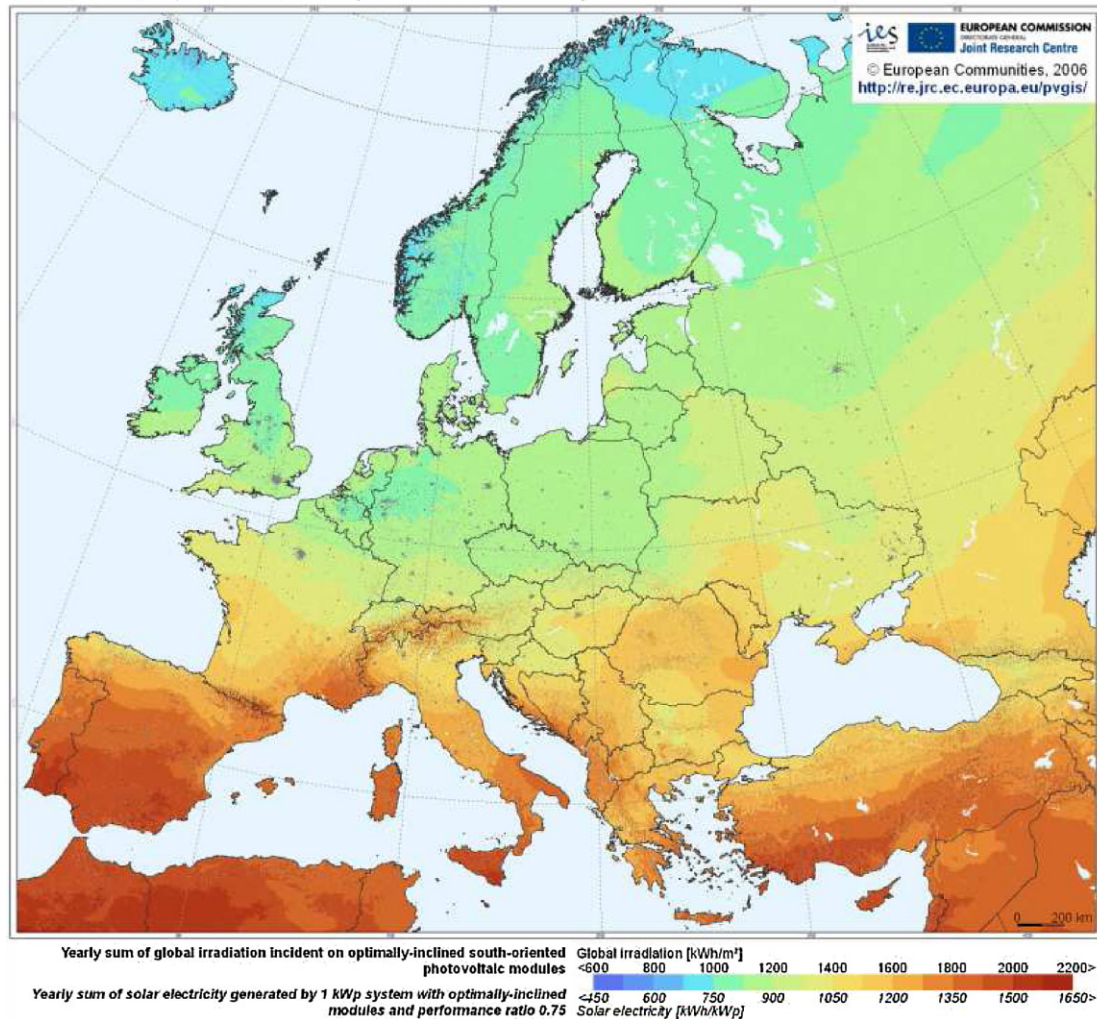 ies
EUROPEAN COMMISSION
DIRECTORATE GENERAL
Joint Research Centre
© European Communities, 2006
http://re.jrc.ec.europa.eu/pvgis/
0 200 km
Yearly sum of global irradiation incident on optimally-inclined south-oriented
photovoltaic modules
Global irradiation [kWh/m²]
<600 800 1000 1200 1400 1600 1800 2000 2200>
Yearly sum of solar electricity generated by 1 kWp system with optimally-inclined
modules and performance ratio 0.75
<450 600 750 900 1050 1200 1350 1500 1650>
Solar electricity [kWh/kWp]